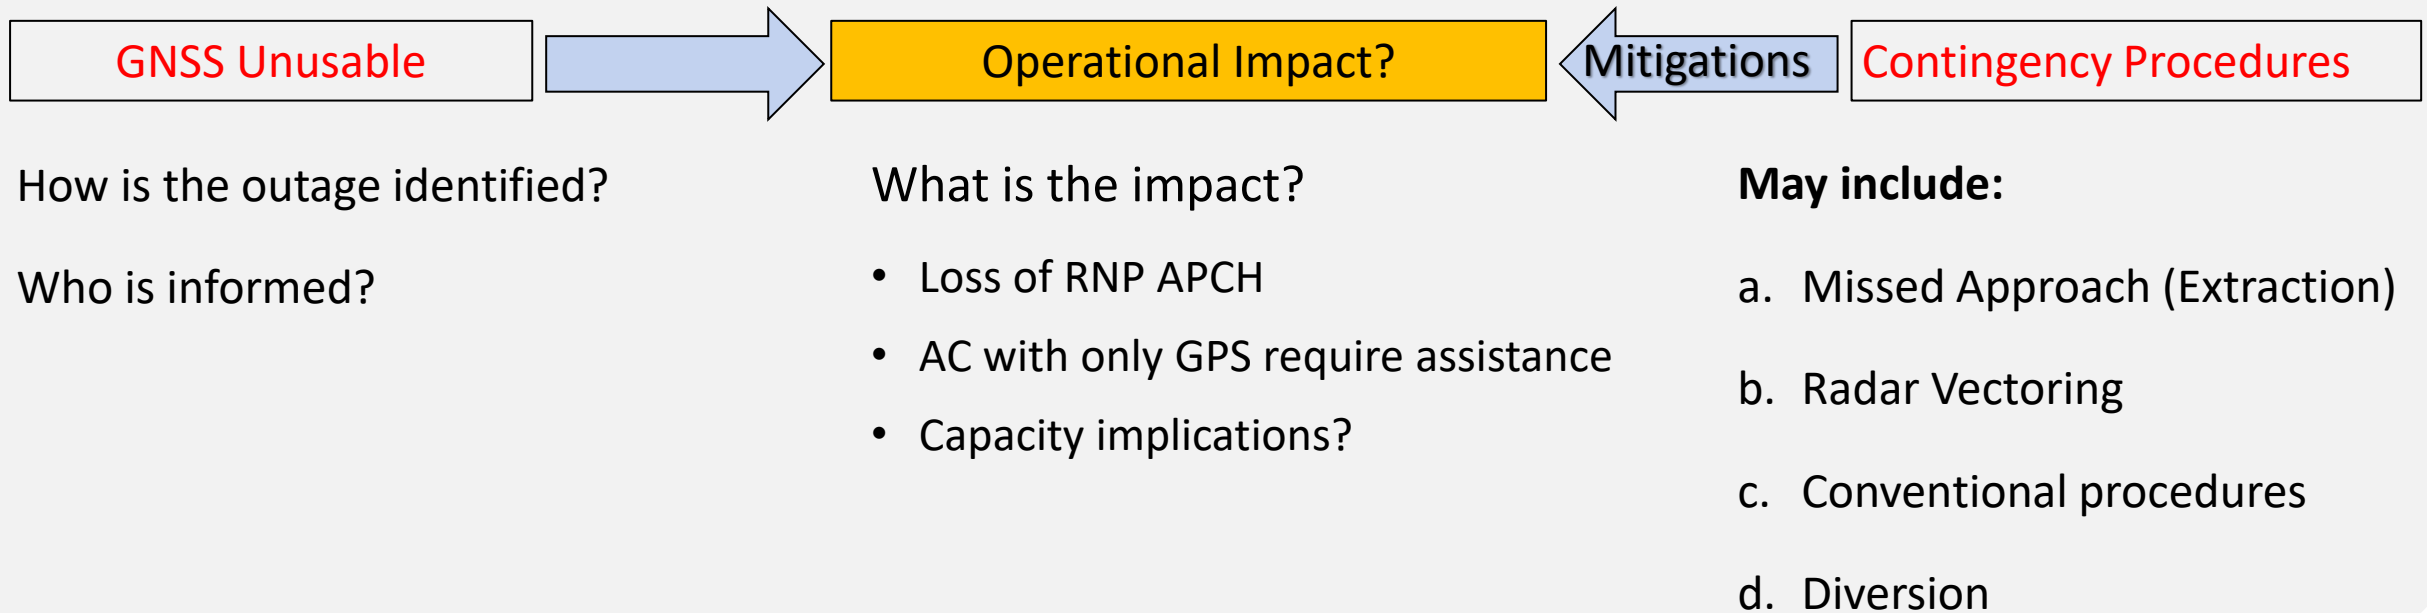 GNSS Unusable
Operational Impact?
Mitigations
Contingency Procedures
How is the outage identified?
Who is informed?
What is the impact?
• Loss of RNP APCH
• AC with only GPS require assistance
• Capacity implications?
May include:
a. Missed Approach (Extraction)
b. Radar Vectoring
c. Conventional procedures
d. Diversion